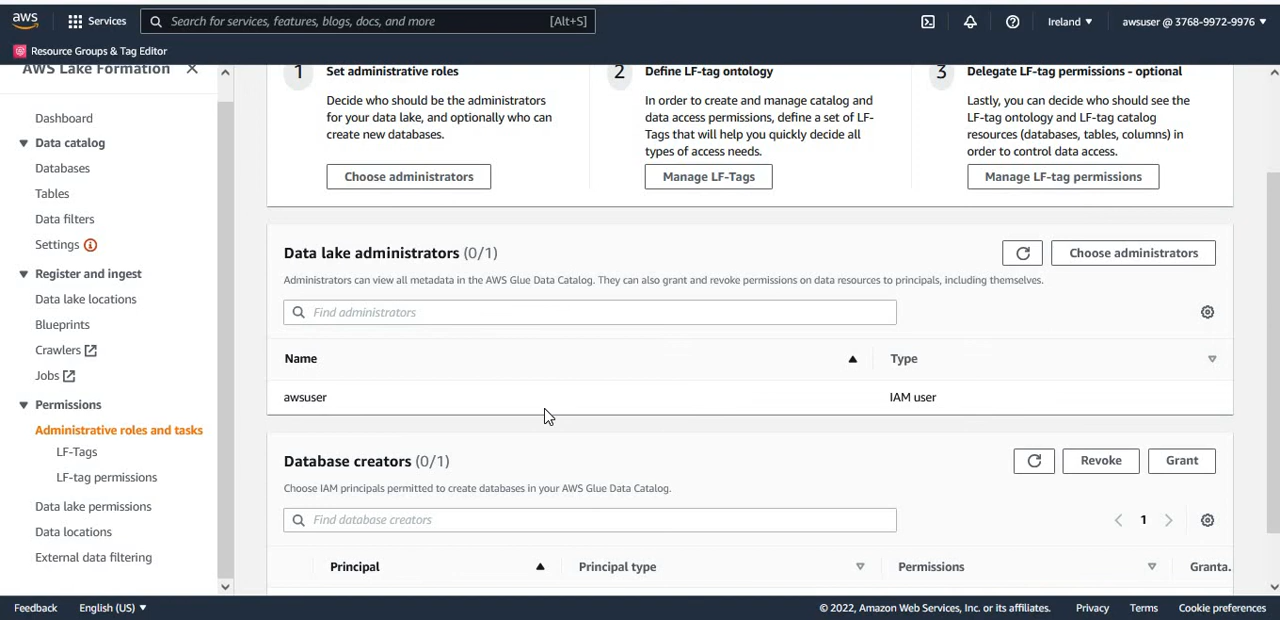 aws
Services
Search for services, features, blogs, docs, and more
[Alt+S]
Ireland ▼
awsuser @ 3768-9972-9976 ▼
Resource Groups & Tag Editor
AWS Lake Formation
Dashboard
Data catalog
Databases
Tables
Data filters
Settings
Register and ingest
Data lake locations
Blueprints
Crawlers
Jobs
Permissions
Administrative roles and tasks
LF-Tags
LF-tag permissions
Data lake permissions
Data locations
External data filtering
1
Set administrative roles
Decide who should be the administrators
for your data lake, and optionally who can
create new databases.
Choose administrators
2
Define LF-tag ontology
In order to create and manage catalog and
data access permissions, define a set of LF-
Tags that will help you quickly decide all
types of access needs.
Manage LF-Tags
3
Delegate LF-tag permissions - optional
Lastly, you can decide who should see the
LF-tag ontology and LF-tag catalog
resources (databases, tables, columns) in
order to control data access.
Manage LF-tag permissions
Data lake administrators (0/1)
Choose administrators
Administrators can view all metadata in the AWS Glue Data Catalog. They can also grant and revoke permissions on data resources to principals, including themselves.
Find administrators
Name
Type
awsuser
IAM user
Database creators (0/1)
Revoke
Grant
Choose IAM principals permitted to create databases in your AWS Glue Data Catalog.
Find database creators
1
Principal
Principal type
Permissions
Granta.
Feedback
English (US) ▼
© 2022, Amazon Web Services, Inc. or its affiliates.
Privacy
Terms
Cookie preferences